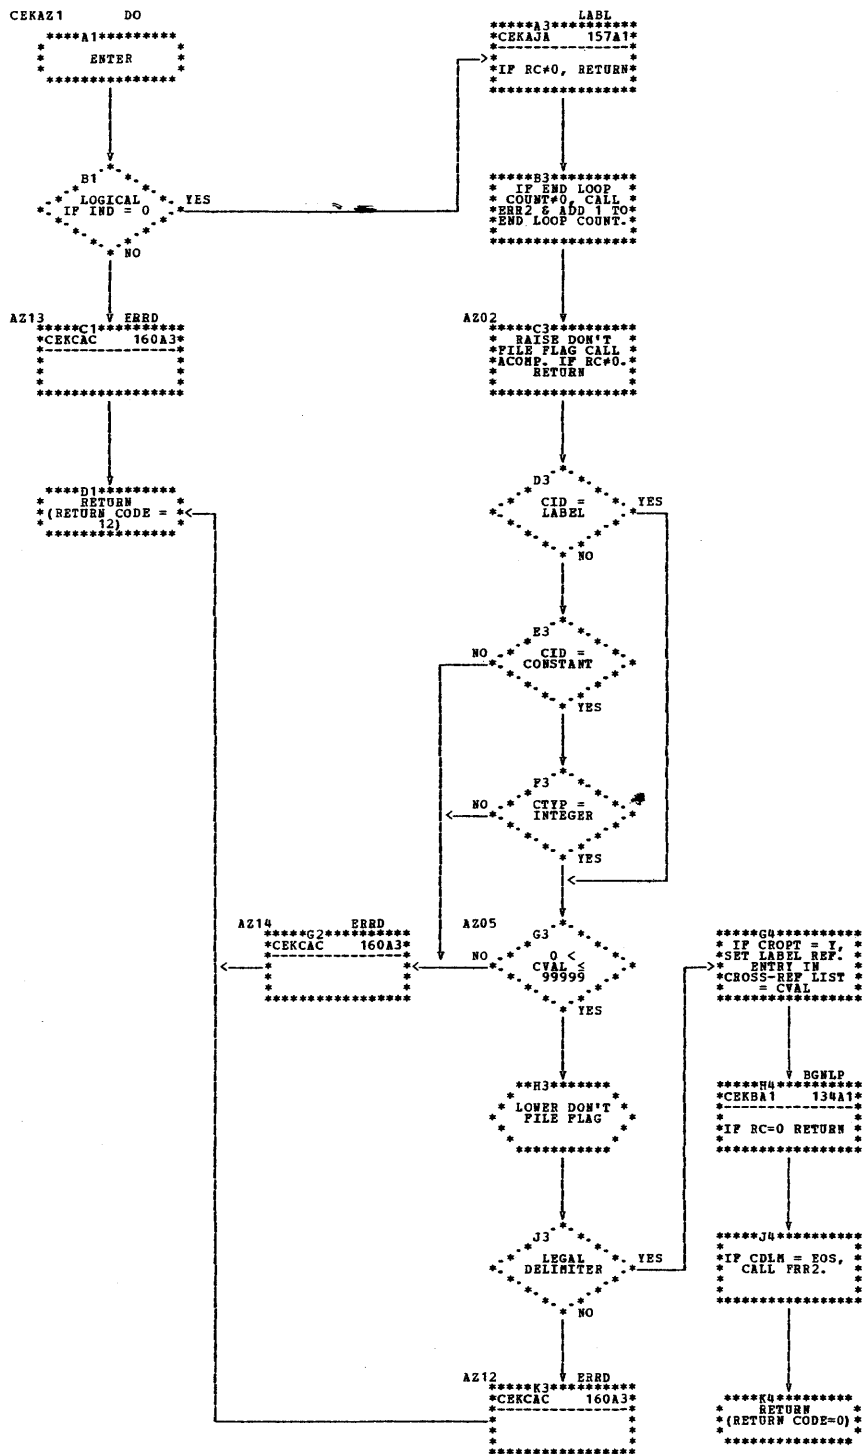 CEKAZ1 DO
A1
ENTER
B1
LOGICAL
IF IND = 0
YES
NO
AZ13 ERRD
C1
CEKCAC 160A3
D1
RETURN
(RETURN CODE =
12)
LABL
A3
CEKAJA 157A1
IF RC≠0, RETURN
B3
IF END LOOP
COUNT≠0, CALL
ERR2 & ADD 1 TO
END LOOP COUNT.
AZ02
C3
RAISE DON'T
FILE FLAG CALL
ACOMP. IF RC≠0.
RETURN
D3
CID =
LABEL
YES
NO
E3
CID =
CONSTANT
NO
YES
F3
CTYP =
INTEGER
NO
YES
AZ14 ERRD
G2
CEKCAC 160A3
AZ05
G3
0 <
CVAL ≤
99999
NO
YES
H3
LOWER DON'T
FILE FLAG
J3
LEGAL
DELIMITER
YES
NO
AZ12 ERRD
K3
CEKCAC 160A3
G4
IF CROPT = Y,
SET LABEL REF.
ENTRY IN
CROSS-REF LIST
= CVAL
BGNLP
H4
CEKBA1 134A1
IF RC=0 RETURN
J4
IF CDLM = EOS,
CALL FRR2.
K4
RETURN
(RETURN CODE=0)